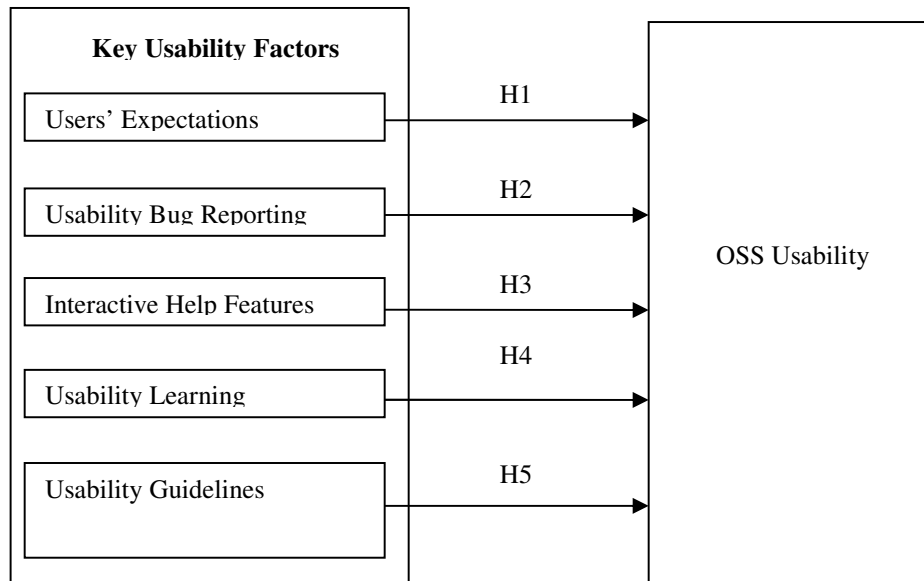 Key Usability Factors
Users’ Expectations
H1
Usability Bug Reporting
H2
Interactive Help Features
H3
Usability Learning
H4
Usability Guidelines
H5
OSS Usability